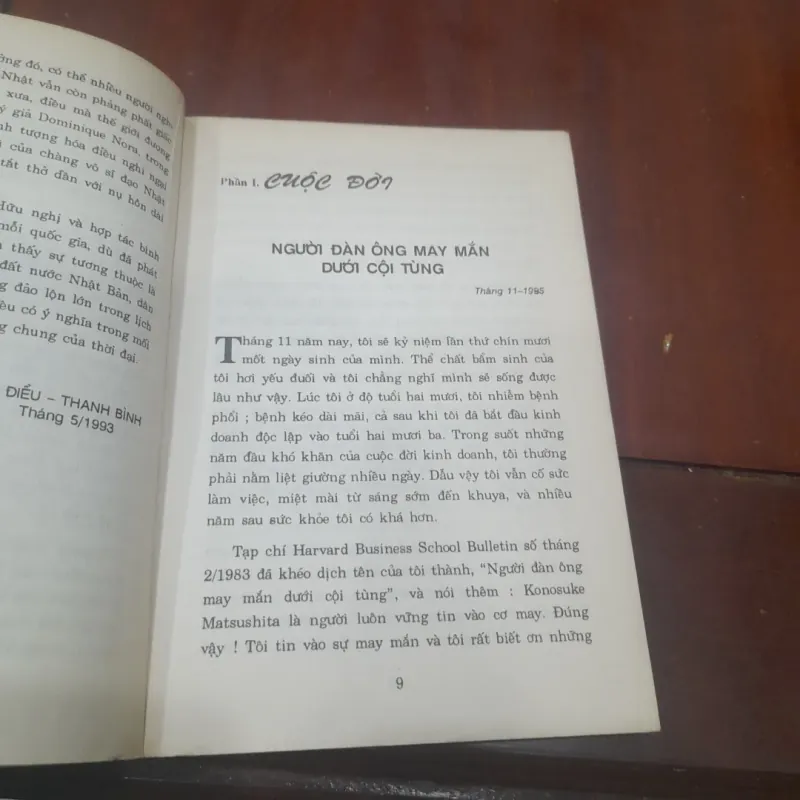 đó, có thể nhiều người
Nhật vẫn còn phảng phất
xưa, điều mà thế giới đương
giả Dominique Nora, trong
tượng hóa điều nghi ngại
của chàng võ sĩ đạo Nhật
tất thở dần với nụ hôn dài
Hữu nghị và hợp tác bình
mỗi quốc gia, dù đã phát
thấy sự tương thuộc là
đất nước Nhật Bản, dân
đảo lộn lớn trong lịch
có ý nghĩa trong mối
chung của thời đại.
ĐIỂU – THANH BÌNH
Tháng 5/1993
Phần I. CUỘC ĐỜI
NGƯỜI ĐÀN ÔNG MAY MẮN
DƯỚI CỘI TÙNG
Tháng 11–1985
Tháng 11 năm nay, tôi sẽ kỷ niệm lần thứ chín mươi
mốt ngày sinh của mình. Thể chất bẩm sinh của
tôi hơi yếu đuối và tôi chẳng nghĩ mình sẽ sống được
lâu như vậy. Lúc tôi ở độ tuổi hai mươi, tôi nhiễm bệnh
phổi ; bệnh kéo dài mãi, cả sau khi tôi đã bắt đầu kinh
doanh độc lập vào tuổi hai mươi ba. Trong suốt những
năm đầu khó khăn của cuộc đời kinh doanh, tôi thường
phải nằm liệt giường nhiều ngày. Dẫu vậy tôi vẫn cố sức
làm việc, miệt mài từ sáng sớm đến khuya, và nhiều
năm sau sức khỏe tôi có khá hơn.
Tạp chí Harvard Business School Bulletin số tháng
2/1983 đã khéo dịch tên của tôi thành, “Người đàn ông
may mắn dưới cội tùng”, và nói thêm : Konosuke
Matsushita là người luôn vững tin vào cơ may. Đúng
vậy ! Tôi tin vào sự may mắn và tôi rất biết ơn những
9